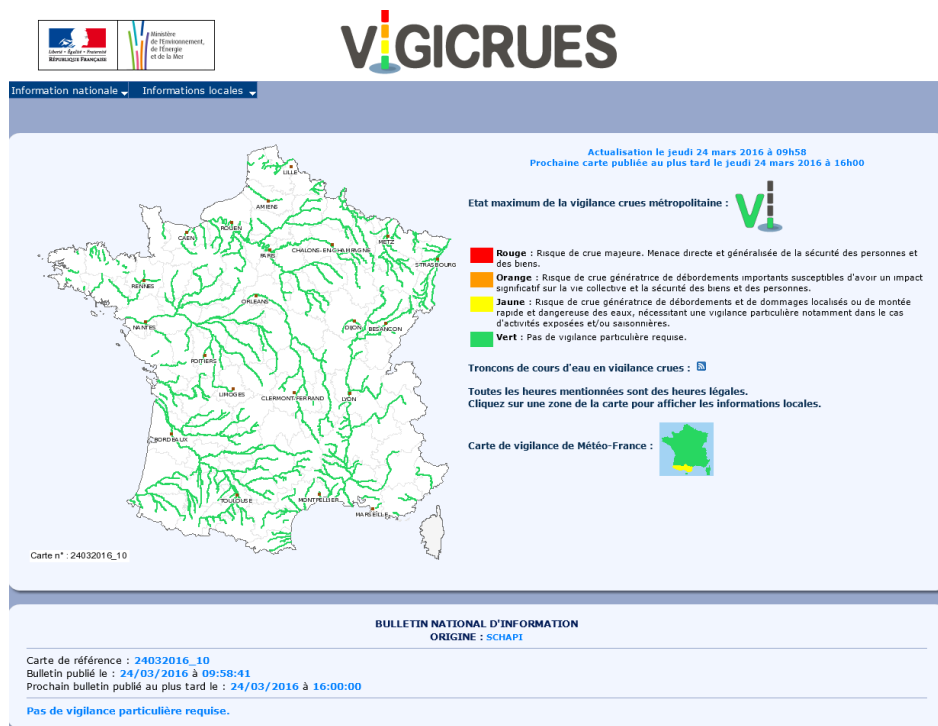 Liberté • Égalité • Fraternité
RÉPUBLIQUE FRANÇAISE
Ministère
de l'Environnement,
de l'Énergie
et de la Mer
VIGICRUES
Information nationale
Informations locales
Actualisation le jeudi 24 mars 2016 à 09h58
Prochaine carte publiée au plus tard le jeudi 24 mars 2016 à 16h00
Etat maximum de la vigilance crues métropolitaine :
Rouge : Risque de crue majeure. Menace directe et généralisée de la sécurité des personnes et
des biens.
Orange : Risque de crue génératrice de débordements importants susceptibles d'avoir un impact
significatif sur la vie collective et la sécurité des biens et des personnes.
Jaune : Risque de crue génératrice de débordements et de dommages localisés ou de montée
rapide et dangereuse des eaux, nécessitant une vigilance particulière notamment dans le cas
d'activités exposées et/ou saisonnières.
Vert : Pas de vigilance particulière requise.
Troncons de cours d'eau en vigilance crues :
Toutes les heures mentionnées sont des heures légales.
Cliquez sur une zone de la carte pour afficher les informations locales.
Carte de vigilance de Météo-France :
LILLE
AMIENS
ROUEN
CAEN
PARIS
CHALONS-EN-CHAMPAGNE
METZ
STRASBOURG
RENNES
ORLEANS
NANTES
DIJON
BESANCON
POITIERS
LIMOGES
CLERMONT-FERRAND
LYON
BORDEAUX
TOULOUSE
MONTPELLIER
MARSEILLE
Carte n° : 24032016_10
BULLETIN NATIONAL D'INFORMATION
ORIGINE : SCHAPI
Carte de référence : 24032016_10
Bulletin publié le : 24/03/2016 à 09:58:41
Prochain bulletin publié au plus tard le : 24/03/2016 à 16:00:00
Pas de vigilance particulière requise.